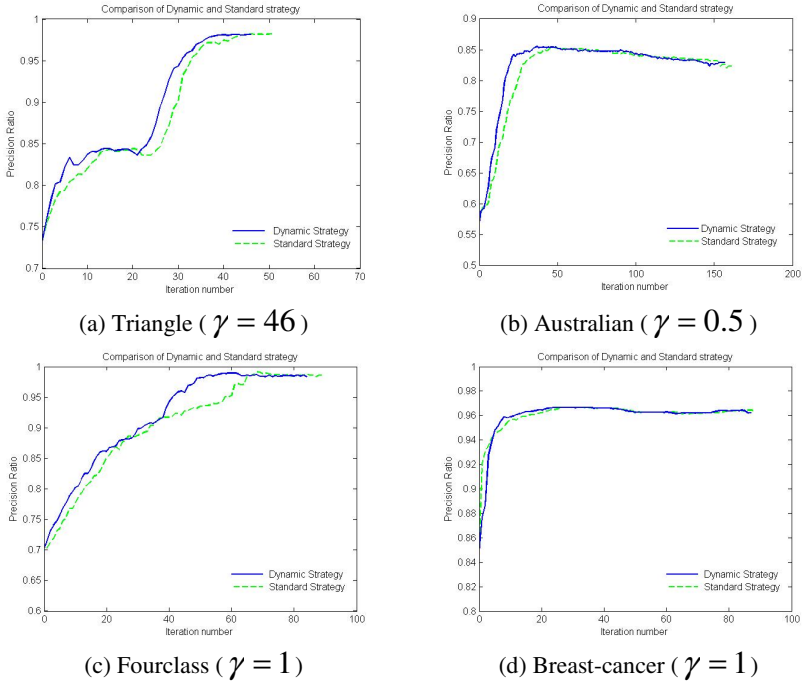 Comparison of Dynamic and Standard strategy
1
0.95
0.9
0.85
0.8
0.75
0.7
Precision Ratio
0 10 20 30 40 50 60 70
Iteration number
Dynamic Strategy
Standard Strategy
(a) Triangle ( γ = 46 )
Comparison of Dynamic and Standard strategy
0.95
0.9
0.85
0.8
0.75
0.7
0.65
0.6
0.55
0.5
Precision Ratio
0 50 100 150 200
Iteration number
Dynamic Strategy
Standard Strategy
(b) Australian ( γ = 0.5 )
Comparison of Dynamic and Standard strategy
1
0.95
0.9
0.85
0.8
0.75
0.7
0.65
0.6
Precision Ratio
0 20 40 60 80 100
Iteration number
Dynamic Strategy
Standard Strategy
(c) Fourclass ( γ = 1 )
Comparison of Dynamic and Standard strategy
1
0.98
0.96
0.94
0.92
0.9
0.88
0.86
0.84
0.82
0.8
Precision Ratio
0 20 40 60 80 100
Iteration number
Dynamic Strategy
Standard Strategy
(d) Breast-cancer ( γ = 1 )